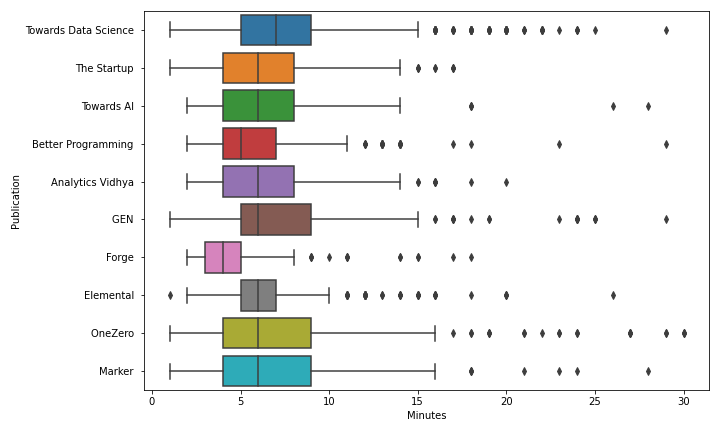 Towards Data Science
The Startup
Towards AI
Better Programming
Analytics Vidhya
GEN
Forge
Elemental
OneZero
Marker
Publication
0 5 10 15 20 25 30
Minutes